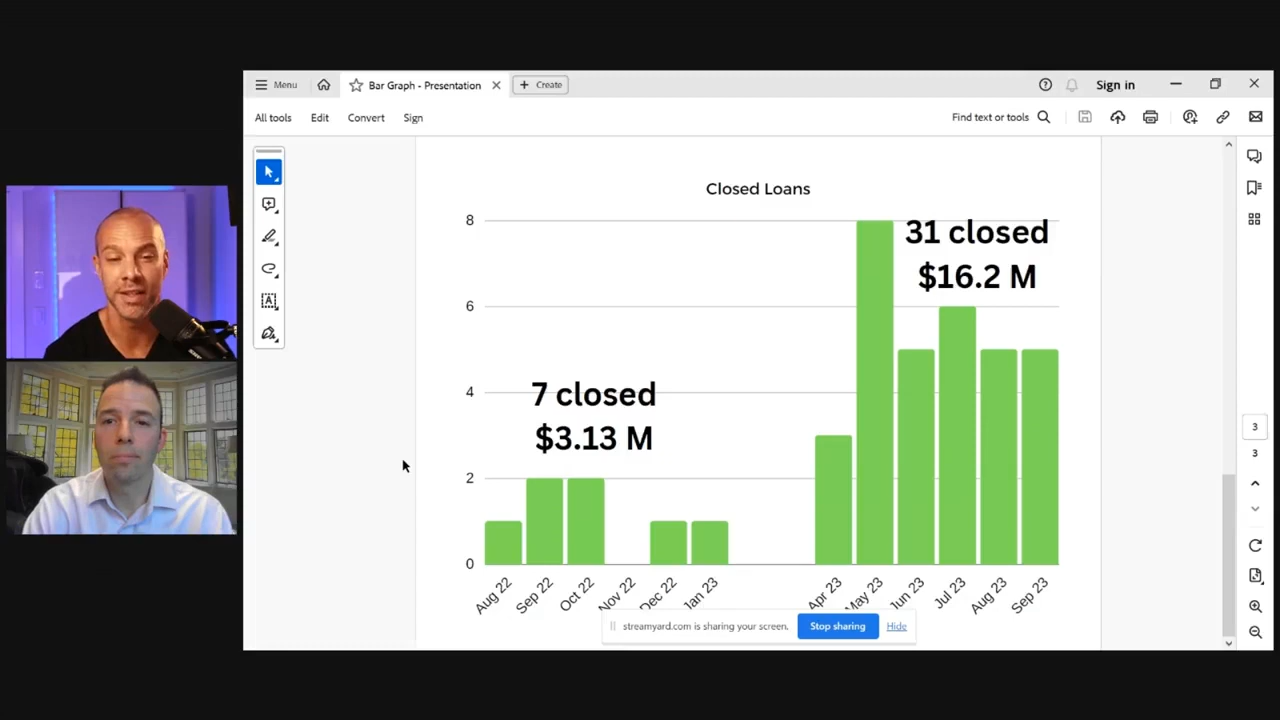 Menu
Bar Graph - Presentation
Create
Sign in
All tools
Edit
Convert
Sign
Find text or tools
Closed Loans
8
6
4
2
0
31 closed
$16.2 M
7 closed
$3.13 M
Aug 22
Sep 22
Oct 22
Nov 22
Dec 22
Jan 23
Apr 23
May 23
Jun 23
Jul 23
Aug 23
Sep 23
streamyard.com is sharing your screen.
Stop sharing
Hide
3
3